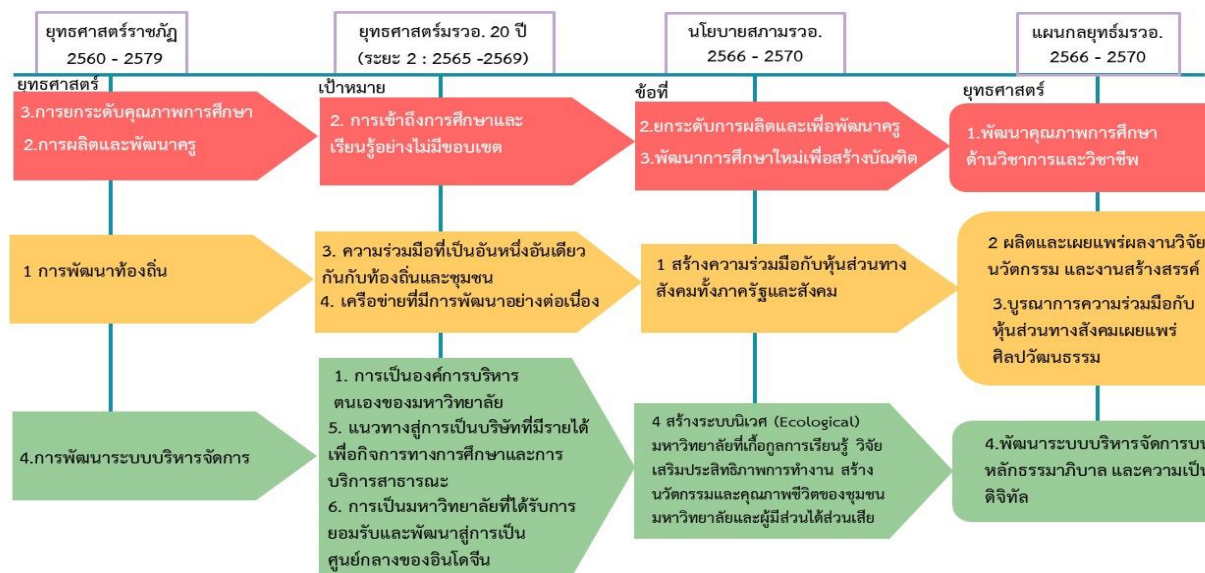 ยุทธศาสตร์ราชภัฏ
2560 - 2579
ยุทธศาสตร์มรวอ. 20 ปี
(ระยะ 2 : 2565 -2569)
นโยบายสภามรวอ.
2566 - 2570
แผนกลยุทธ์มรวอ.
2566 - 2570
ยุทธศาสตร์
เป้าหมาย
ข้อที่
ยุทธศาสตร์
3.การยกระดับคุณภาพการศึกษา
2.การผลิตและพัฒนาครู
2. การเข้าถึงการศึกษาและ
เรียนรู้อย่างไม่มีขอบเขต
2.ยกระดับการผลิตและเพื่อพัฒนาครู
3.พัฒนาการศึกษาใหม่เพื่อสร้างบัณฑิต
1.พัฒนาคุณภาพการศึกษา
ด้านวิชาการและวิชาชีพ
1 การพัฒนาท้องถิ่น
3. ความร่วมมือที่เป็นอันหนึ่งอันเดียว
กันกับท้องถิ่นและชุมชน
4. เครือข่ายที่มีการพัฒนาอย่างต่อเนื่อง
1 สร้างความร่วมมือกับหุ้นส่วนทาง
สังคมทั้งภาครัฐและสังคม
2 ผลิตและเผยแพร่ผลงานวิจัย
นวัตกรรม และงานสร้างสรรค์
3.บูรณาการความร่วมมือกับ
หุ้นส่วนทางสังคมเผยแพร่
ศิลปวัฒนธรรม
4.การพัฒนาระบบบริหารจัดการ
1. การเป็นองค์การบริหาร
ตนเองของมหาวิทยาลัย
5. แนวทางสู่การเป็นบริษัทที่มีรายได้
เพื่อกิจการทางการศึกษาและการ
บริการสาธารณะ
6. การเป็นมหาวิทยาลัยที่ได้รับการ
ยอมรับและพัฒนาสู่การเป็น
ศูนย์กลางของอินโดจีน
4 สร้างระบบนิเวศ (Ecological)
มหาวิทยาลัยที่เกื้อกูลการเรียนรู้ วิจัย
เสริมประสิทธิภาพการทำงาน สร้าง
นวัตกรรมและคุณภาพชีวิตของชุมชน
มหาวิทยาลัยและผู้มีส่วนได้ส่วนเสีย
4.พัฒนาระบบบริหารจัดการบน
หลักธรรมาภิบาล และความเป็น
ดิจิทัล